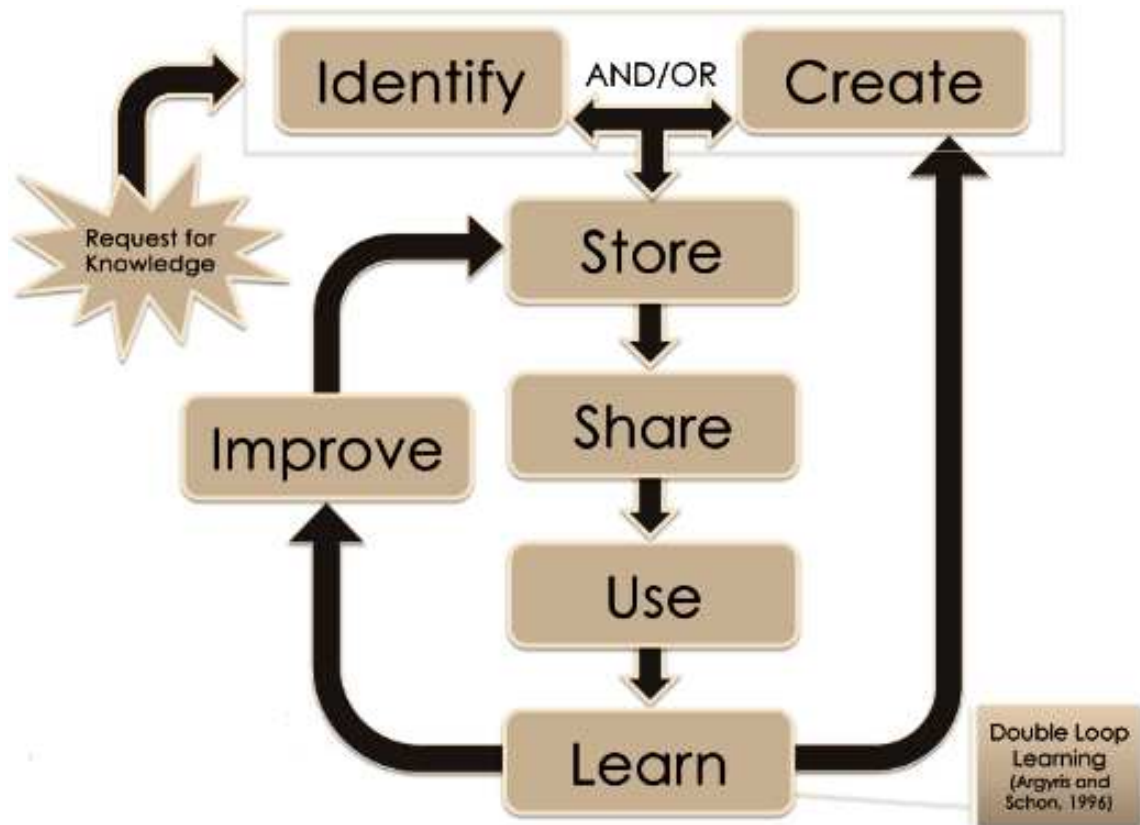 Identify
AND/OR
Create
Request for
Knowledge
Store
Improve
Share
Use
Learn
Double Loop
Learning
(Argyris and
Schon, 1996)